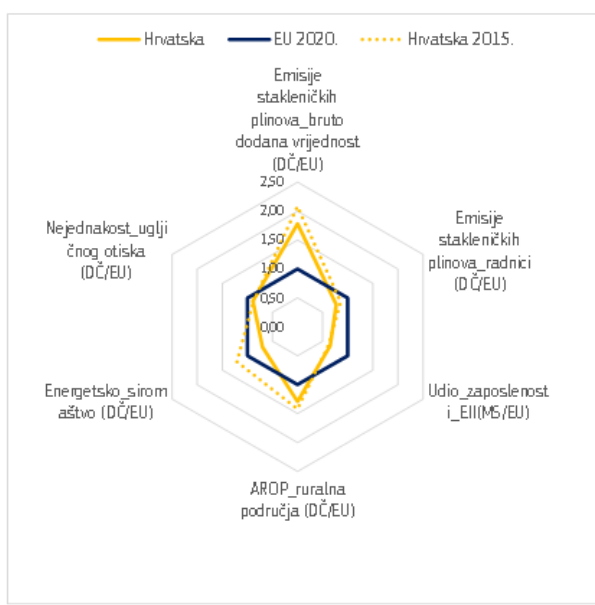 Hrvatska EU 2020. Hrvatska 2015.
Emisije
stakleničkih
plinova_bruto
dodana vrijednost
(DČ/EU)
2,50
2,00
1,50
1,00
0,50
0,00
Emisije
stakleničkih
plinova_radnici
(DČ/EU)
Udio_zaposlenost
i_EII(MS/EU)
AROP_ruralna
područja (DČ/EU)
Energetsko_sirom
aštvo (DČ/EU)
Nejednakost_uglji
čnog otiska
(DČ/EU)